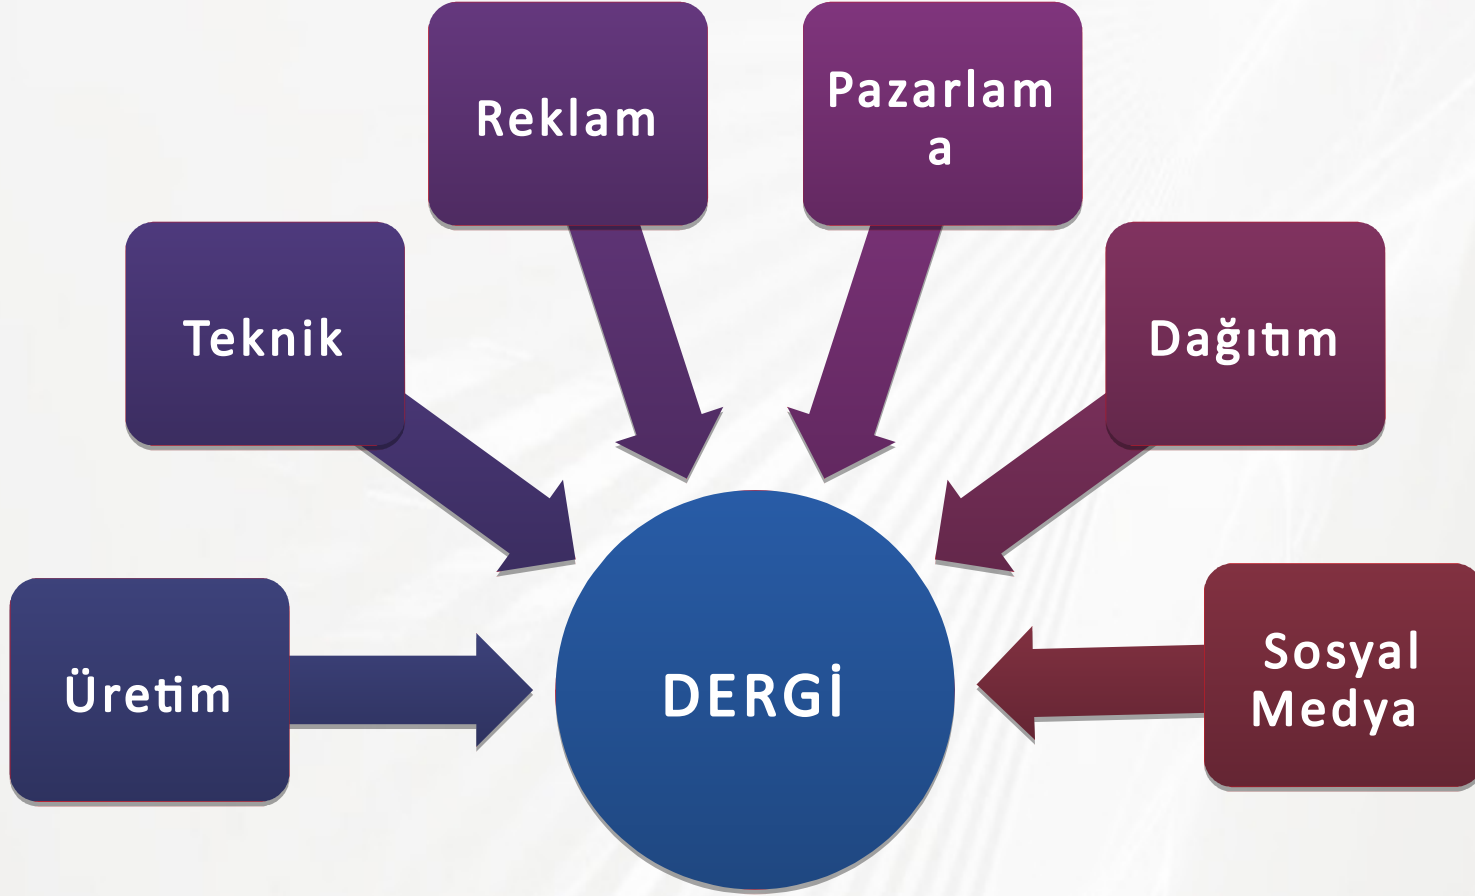 Reklam
Pazarlam
a
Teknik
Dağıtım
Üretim
DERGİ
Sosyal
Medya